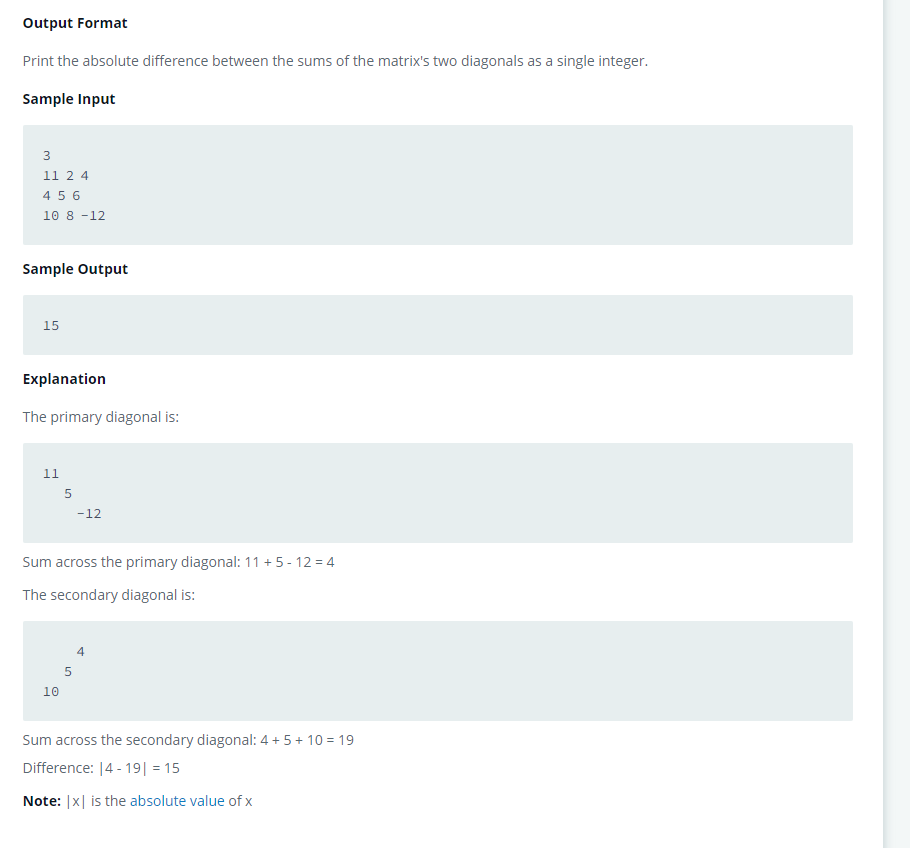 Output Format
Print the absolute difference between the sums of the matrix's two diagonals as a single integer.
Sample Input
3
11 2 4
4 5 6
10 8 -12
Sample Output
15
Explanation
The primary diagonal is:
11
5
-12
Sum across the primary diagonal: 11 + 5 - 12 = 4
The secondary diagonal is:
4
5
10
Sum across the secondary diagonal: 4 + 5 + 10 = 19
Difference: |4 - 19| = 15
Note: |x| is the absolute value of x